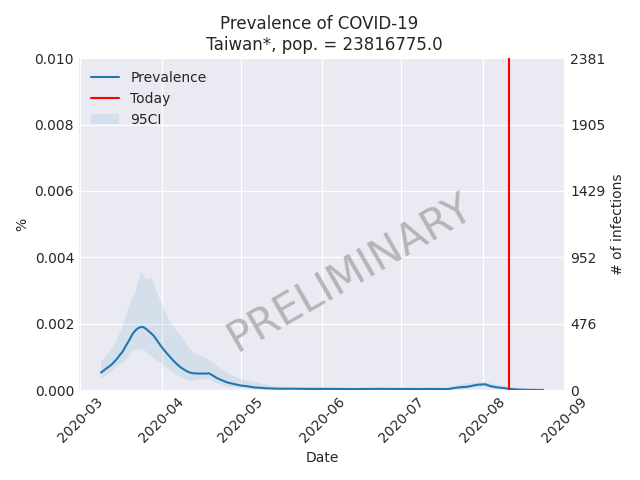 Prevalence of COVID-19
Taiwan*, pop. = 23816775.0
0.010
0.008
0.006
0.004
0.002
0.000
%
Prevalence
Today
95CI
PRELIMINARY
2381
1905
1429
952
476
0
# of infections
2020-03
2020-04
2020-05
2020-06
2020-07
2020-08
2020-09
Date